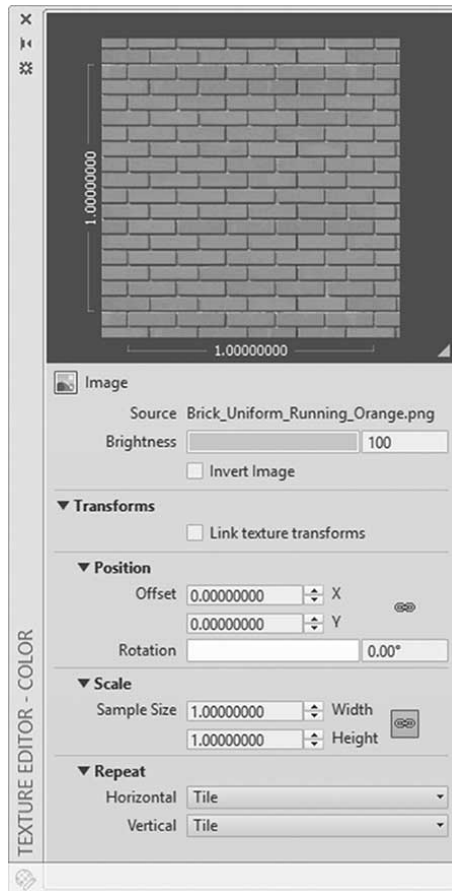 1.00000000
1.00000000
Image
Source Brick_Uniform_Running_Orange.png
Brightness 100
Invert Image
Transforms
Link texture transforms
Position
Offset 0.00000000 X
0.00000000 Y
Rotation 0.00°
Scale
Sample Size 1.00000000 Width
1.00000000 Height
Repeat
Horizontal Tile
Vertical Tile
TEXTURE EDITOR - COLOR